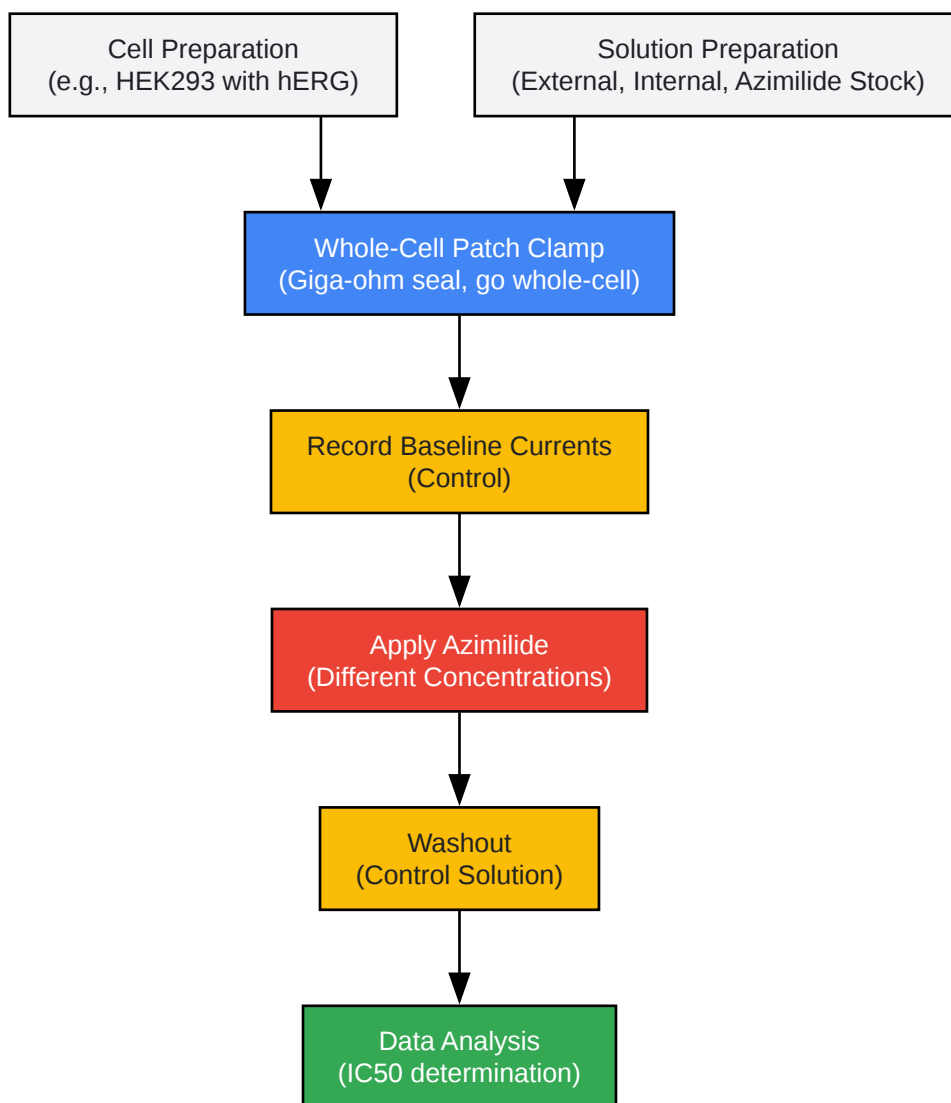 Cell Preparation
(e.g., HEK293 with hERG)
Solution Preparation
(External, Internal, Azimilide Stock)
Whole-Cell Patch Clamp
(Giga-ohm seal, go whole-cell)
Record Baseline Currents
(Control)
Apply Azimilide
(Different Concentrations)
Washout
(Control Solution)
Data Analysis
(IC50 determination)